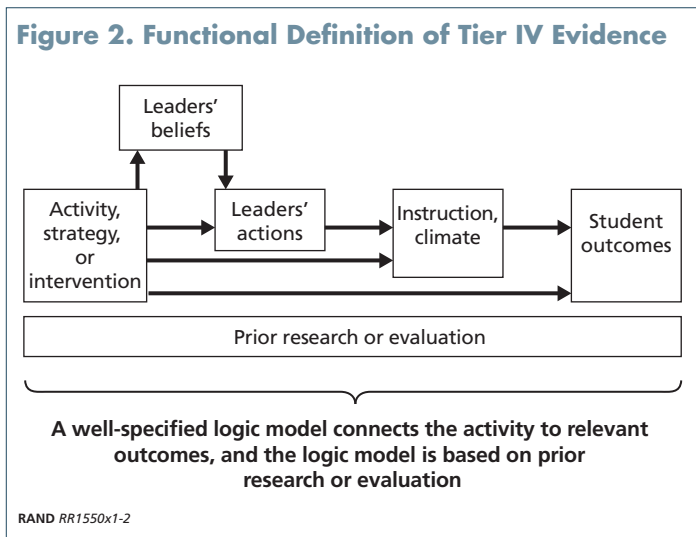 Figure 2. Functional Definition of Tier IV Evidence
Leaders’
beliefs
Activity,
strategy,
or
intervention
Leaders’
actions
Instruction,
climate
Student
outcomes
Prior research or evaluation
A well-specified logic model connects the activity to relevant
outcomes, and the logic model is based on prior
research or evaluation
RAND RR1550x1-2